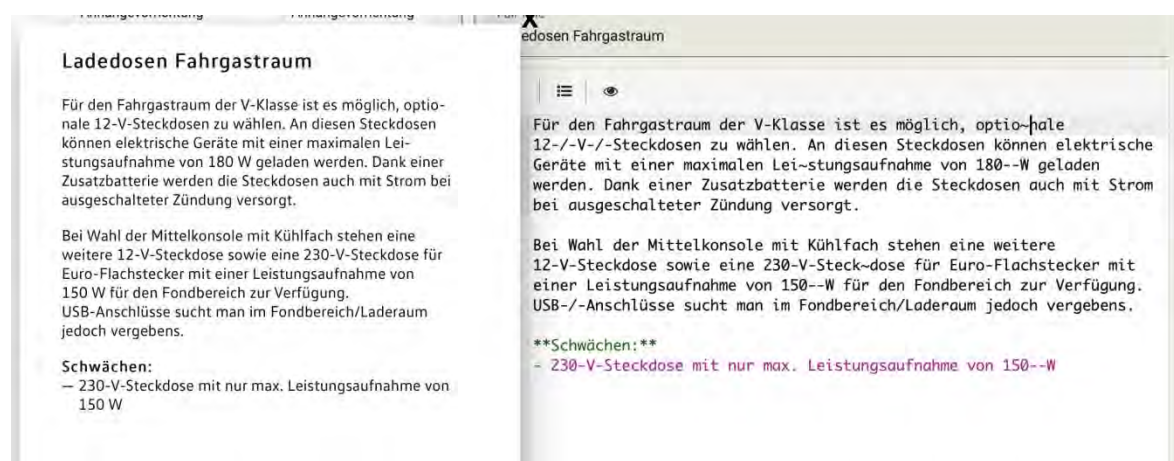 Anhängevorrichtung Anhängevorrichtung
Ladedosen Fahrgastraum
Für den Fahrgastraum der V-Klasse ist es möglich, optio-
nale 12-V-Steckdosen zu wählen. An diesen Steckdosen
können elektrische Geräte mit einer maximalen Lei-
stungsaufnahme von 180 W geladen werden. Dank einer
Zusatzbatterie werden die Steckdosen auch mit Strom bei
ausgeschalteter Zündung versorgt.
Bei Wahl der Mittelkonsole mit Kühlfach stehen eine
weitere 12-V-Steckdose sowie eine 230-V-Steckdose für
Euro-Flachstecker mit einer Leistungsaufnahme von
150 W für den Fondbereich zur Verfügung.
USB-Anschlüsse sucht man im Fondbereich/Laderaum
jedoch vergebens.
Schwächen:
— 230-V-Steckdose mit nur max. Leistungsaufnahme von
150 W
x
edosen Fahrgastraum
Für den Fahrgastraum der V-Klasse ist es möglich, optio~hale
12-/-V-/-Steckdosen zu wählen. An diesen Steckdosen können elektrische
Geräte mit einer maximalen Lei~stungsaufnahme von 180--W geladen
werden. Dank einer Zusatzbatterie werden die Steckdosen auch mit Strom
bei ausgeschalteter Zündung versorgt.
Bei Wahl der Mittelkonsole mit Kühlfach stehen eine weitere
12-V-Steckdose sowie eine 230-V-Steck~dose für Euro-Flachstecker mit
einer Leistungsaufnahme von 150--W für den Fondbereich zur Verfügung.
USB-/-Anschlüsse sucht man im Fondbereich/Laderaum jedoch vergebens.
**Schwächen:**
- 230-V-Steckdose mit nur max. Leistungsaufnahme von 150--W